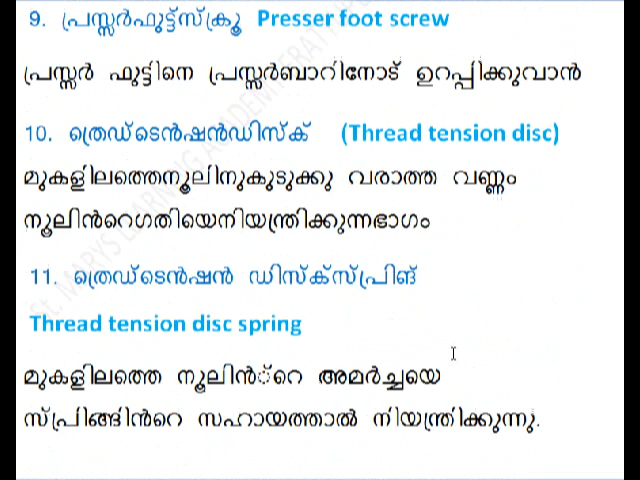 9. പ്രസ്സർഫുട്ട്സ്ക്രൂ Presser foot screw
പ്രസ്സർ ഫുട്ടിനെ പ്രസ്സർബാറിനോട് ഉറപ്പിക്കുവാൻ
10. ത്രെഡ്ടെൻഷൻഡിസ്ക് (Thread tension disc)
മുകളിലത്തെനൂലിനുകുടുക്കു വരാത്ത വണ്ണം
നൂലിൻറെഗതിയെനിയന്ത്രിക്കുന്നഭാഗം
11. ത്രെഡ്ടെൻഷൻ ഡിസ്ക്സ്പ്രിങ്
Thread tension disc spring
മുകളിലത്തെ നൂലിൻ്റെ അമർച്ചയെ
സ്പ്രിങ്ങിൻറെ സഹായത്താൽ നിയന്ത്രിക്കുന്നു.